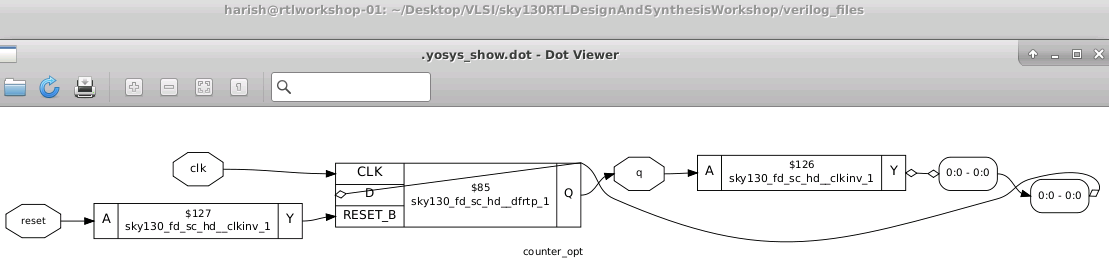 harish@rtlworkshop-01: ~/Desktop/VLSI/sky130RTLDesignAndSynthesisWorkshop/verilog_files
.yosys_show.dot - Dot Viewer
clk
reset
A
$127
sky130_fd_sc_hd__clkinv_1
Y
CLK
D
RESET_B
$85
sky130_fd_sc_hd__dfrtp_1
Q
q
A
$126
sky130_fd_sc_hd__clkinv_1
Y
0:0 - 0:0
0:0 - 0:0
counter_opt